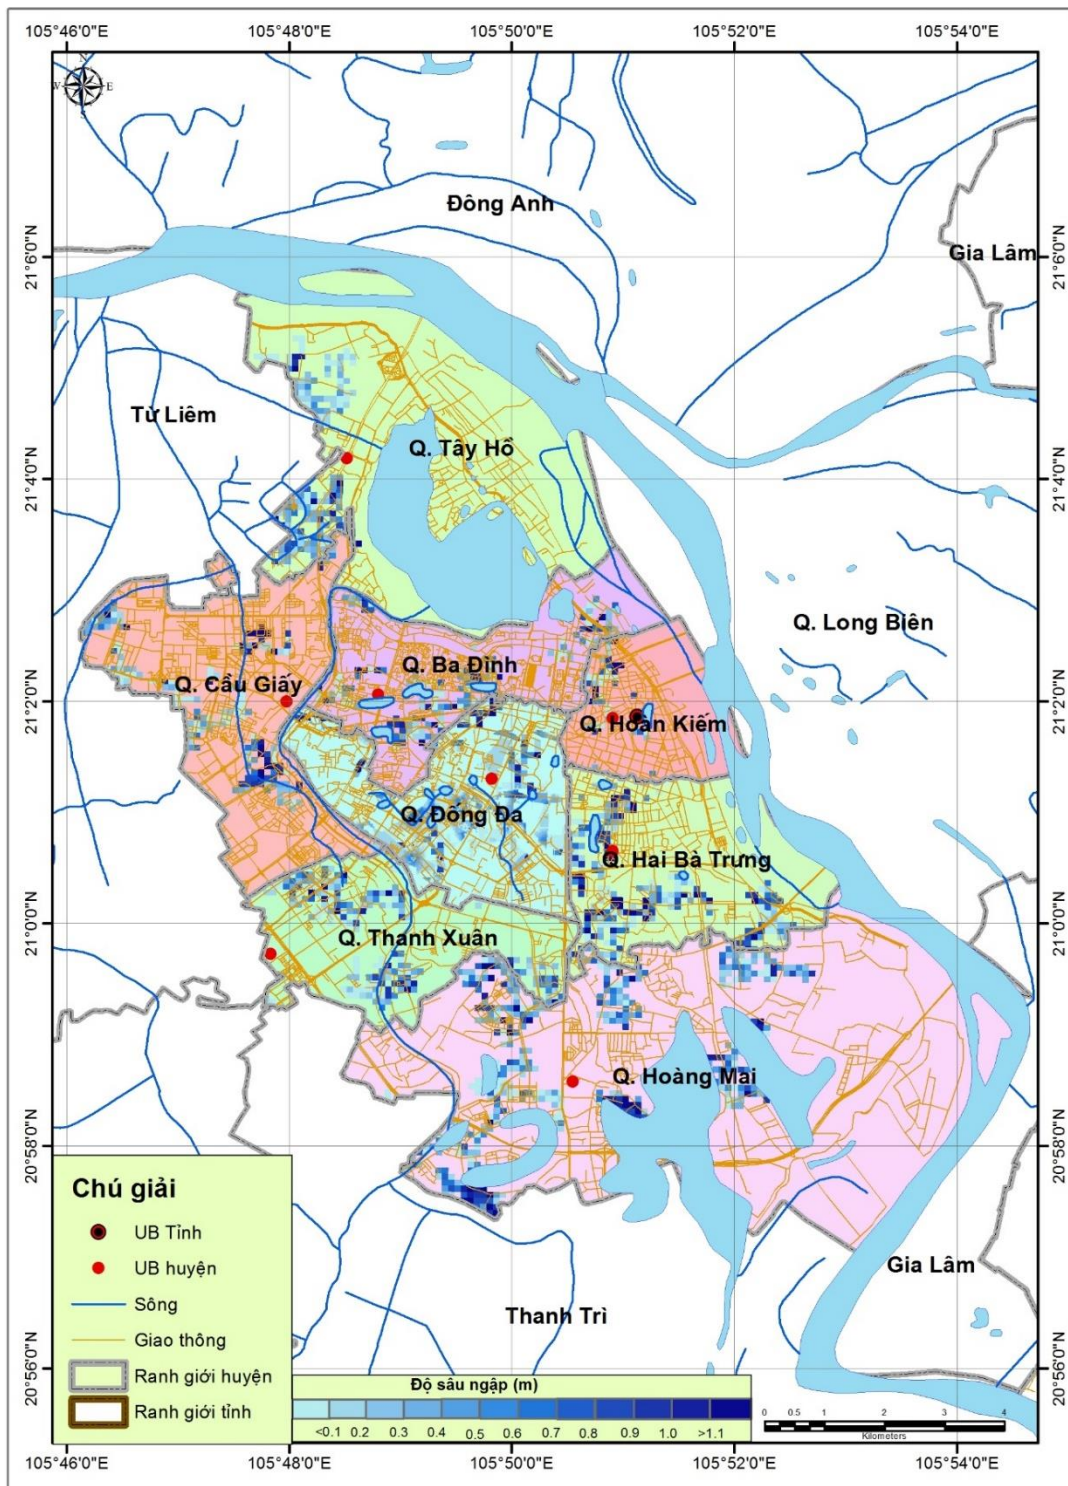 105°46'0"E 105°48'0"E 105°50'0"E 105°52'0"E 105°54'0"E
N
W E
S
Đông Anh
Gia Lâm
21°6'0"N 21°6'0"N
Từ Liêm
Q. Tây Hồ
21°4'0"N 21°4'0"N
Q. Long Biên
Q. Ba Đình
Q. Cầu Giấy
21°2'0"N 21°2'0"N
Q. Hoàn Kiếm
Q. Đống Đa
Q. Hai Bà Trưng
21°0'0"N 21°0'0"N
Q. Thanh Xuân
Q. Hoàng Mai
20°58'0"N 20°58'0"N
Gia Lâm
Thanh Trì
Chú giải
UB Tỉnh
UB huyện
Sông
Giao thông
Ranh giới huyện
Ranh giới tỉnh
20°56'0"N 20°56'0"N
Độ sâu ngập (m)
<0.1 0.2 0.3 0.4 0.5 0.6 0.7 0.8 0.9 1.0 >1.1
0 0.5 1 2 3 4
Kilometers
105°46'0"E 105°48'0"E 105°50'0"E 105°52'0"E 105°54'0"E